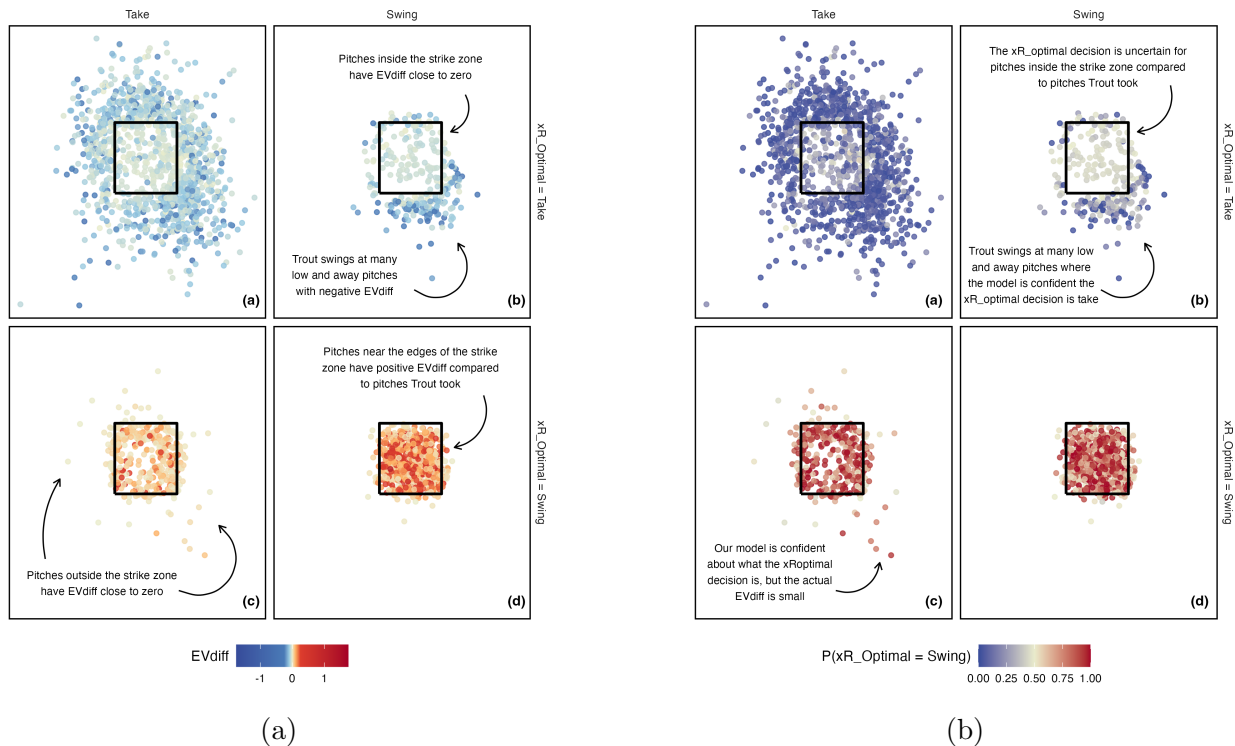 Take
Swing
Pitches inside the strike zone
have EVdiff close to zero
xR_Optimal = Take
Trout swings at many
low and away pitches
with negative EVdiff
(a)
(b)
Pitches near the edges of the strike
zone have positive EVdiff compared
to pitches Trout took
xR_Optimal = Swing
Pitches outside the strike zone
have EVdiff close to zero
(c)
(d)
EVdiff
-1 0 1
(a)
Take
Swing
The xR_optimal decision is uncertain for
pitches inside the strike zone compared
to pitches Trout took
xR_Optimal = Take
Trout swings at many low
and away pitches where
the model is confident the
xR_optimal decision is take
(a)
(b)
xR_Optimal = Swing
Our model is confident
about what the xRoptimal
decision is, but the actual
EVdiff is small
(c)
(d)
P(xR_Optimal = Swing)
0.00 0.25 0.50 0.75 1.00
(b)